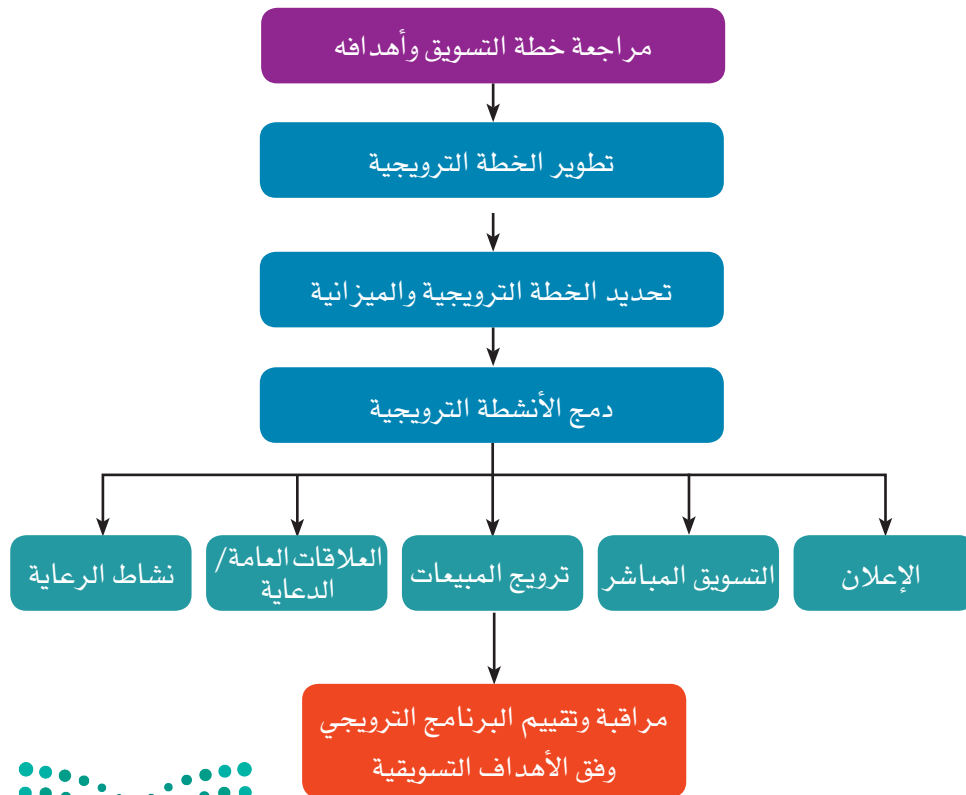 مراجعة خطة التسويق وأهدافه
تطوير الخطة الترويجية
تحديد الخطة الترويجية والميزانية
دمج الأنشطة الترويجية
الإعلان
التسويق المباشر
ترويج المبيعات
العلاقات العامة/
الدعاية
نشاط الرعاية
مراقبة وتقييم البرنامج الترويجي
وفق الأهداف التسويقية